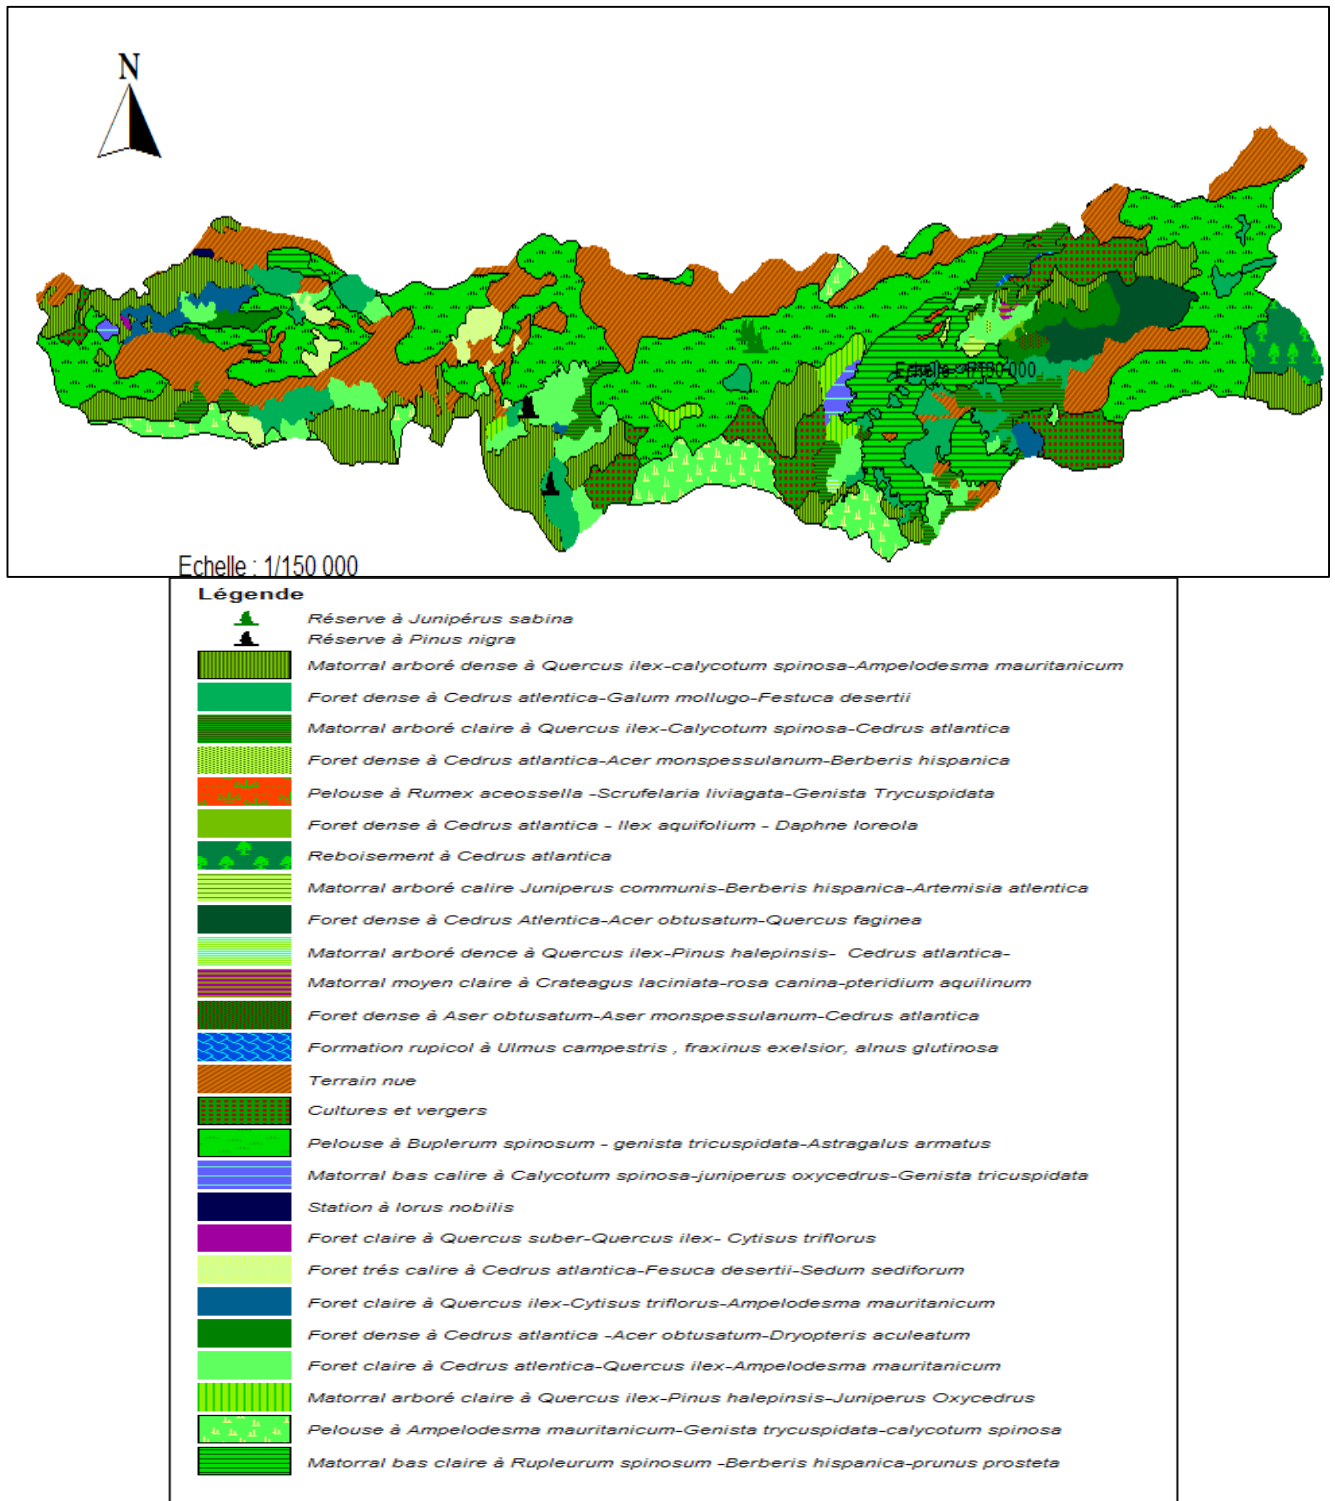 N
Echelle : 1/150 000
Echelle : 1/150 000
Légende
Réserve à Junipérus sabina
Réserve à Pinus nigra
Matorral arboré dense à Quercus ilex-calycotum spinosa-Ampelodesma mauritanicum
Foret dense à Cedrus atlentica-Galum mollugo-Festuca desertii
Matorral arboré claire à Quercus ilex-Calycotum spinosa-Cedrus atlantica
Foret dense à Cedrus atlantica-Acer monspessulanum-Berberis hispanica
Pelouse à Rumex aceossella -Scrufelaria liviagata-Genista Trycuspidata
Foret dense à Cedrus atlantica - Ilex aquifolium - Daphne loreola
Reboisement à Cedrus atlantica
Matorral arboré calire Juniperus communis-Berberis hispanica-Artemisia atlentica
Foret dense à Cedrus Atlentica-Acer obtusatum-Quercus faginea
Matorral arboré dence à Quercus ilex-Pinus halepinsis- Cedrus atlantica-
Matorral moyen claire à Crateagus laciniata-rosa canina-pteridium aquilinum
Foret dense à Aser obtusatum-Aser monspessulanum-Cedrus atlantica
Formation rupicol à Ulmus campestris , fraxinus exelsior, alnus glutinosa
Terrain nue
Cultures et vergers
Pelouse à Buplerum spinosum - genista tricuspidata-Astragalus armatus
Matorral bas calire à Calycotum spinosa-juniperus oxycedrus-Genista tricuspidata
Station à lorus nobilis
Foret claire à Quercus suber-Quercus ilex- Cytisus triflorus
Foret trés calire à Cedrus atlantica-Fesuca desertii-Sedum sediforum
Foret claire à Quercus ilex-Cytisus triflorus-Ampelodesma mauritanicum
Foret dense à Cedrus atlantica -Acer obtusatum-Dryopteris aculeatum
Foret claire à Cedrus atlentica-Quercus ilex-Ampelodesma mauritanicum
Matorral arboré claire à Quercus ilex-Pinus halepinsis-Juniperus Oxycedrus
Pelouse à Ampelodesma mauritanicum-Genista trycuspidata-calycotum spinosa
Matorral bas claire à Rupleurum spinosum -Berberis hispanica-prunus prosteta